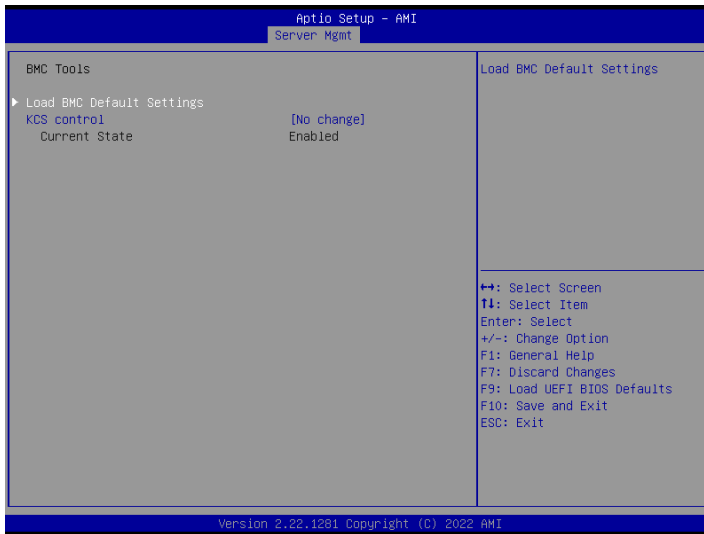 Aptio Setup - AMI
Server Mgmt
BMC Tools
Load BMC Default Settings
KCS control [No change]
Current State Enabled
Load BMC Default Settings
↔: Select Screen
↑↓: Select Item
Enter: Select
+/-: Change Option
F1: General Help
F7: Discard Changes
F9: Load UEFI BIOS Defaults
F10: Save and Exit
ESC: Exit
Version 2.22.1281 Copyright (C) 2022 AMI